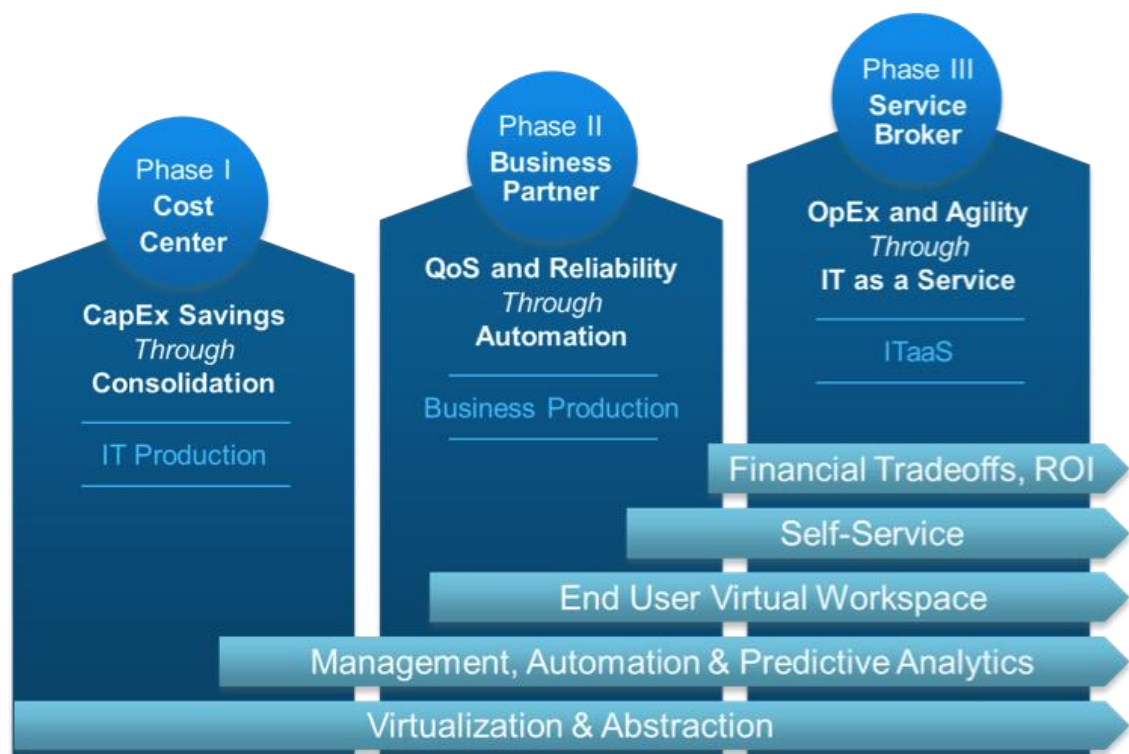 Phase I
Cost
Center
CapEx Savings
Through
Consolidation
IT Production
Phase II
Business
Partner
QoS and Reliability
Through
Automation
Business Production
Phase III
Service
Broker
OpEx and Agility
Through
IT as a Service
ITaaS
Financial Tradeoffs, ROI
Self-Service
End User Virtual Workspace
Management, Automation & Predictive Analytics
Virtualization & Abstraction